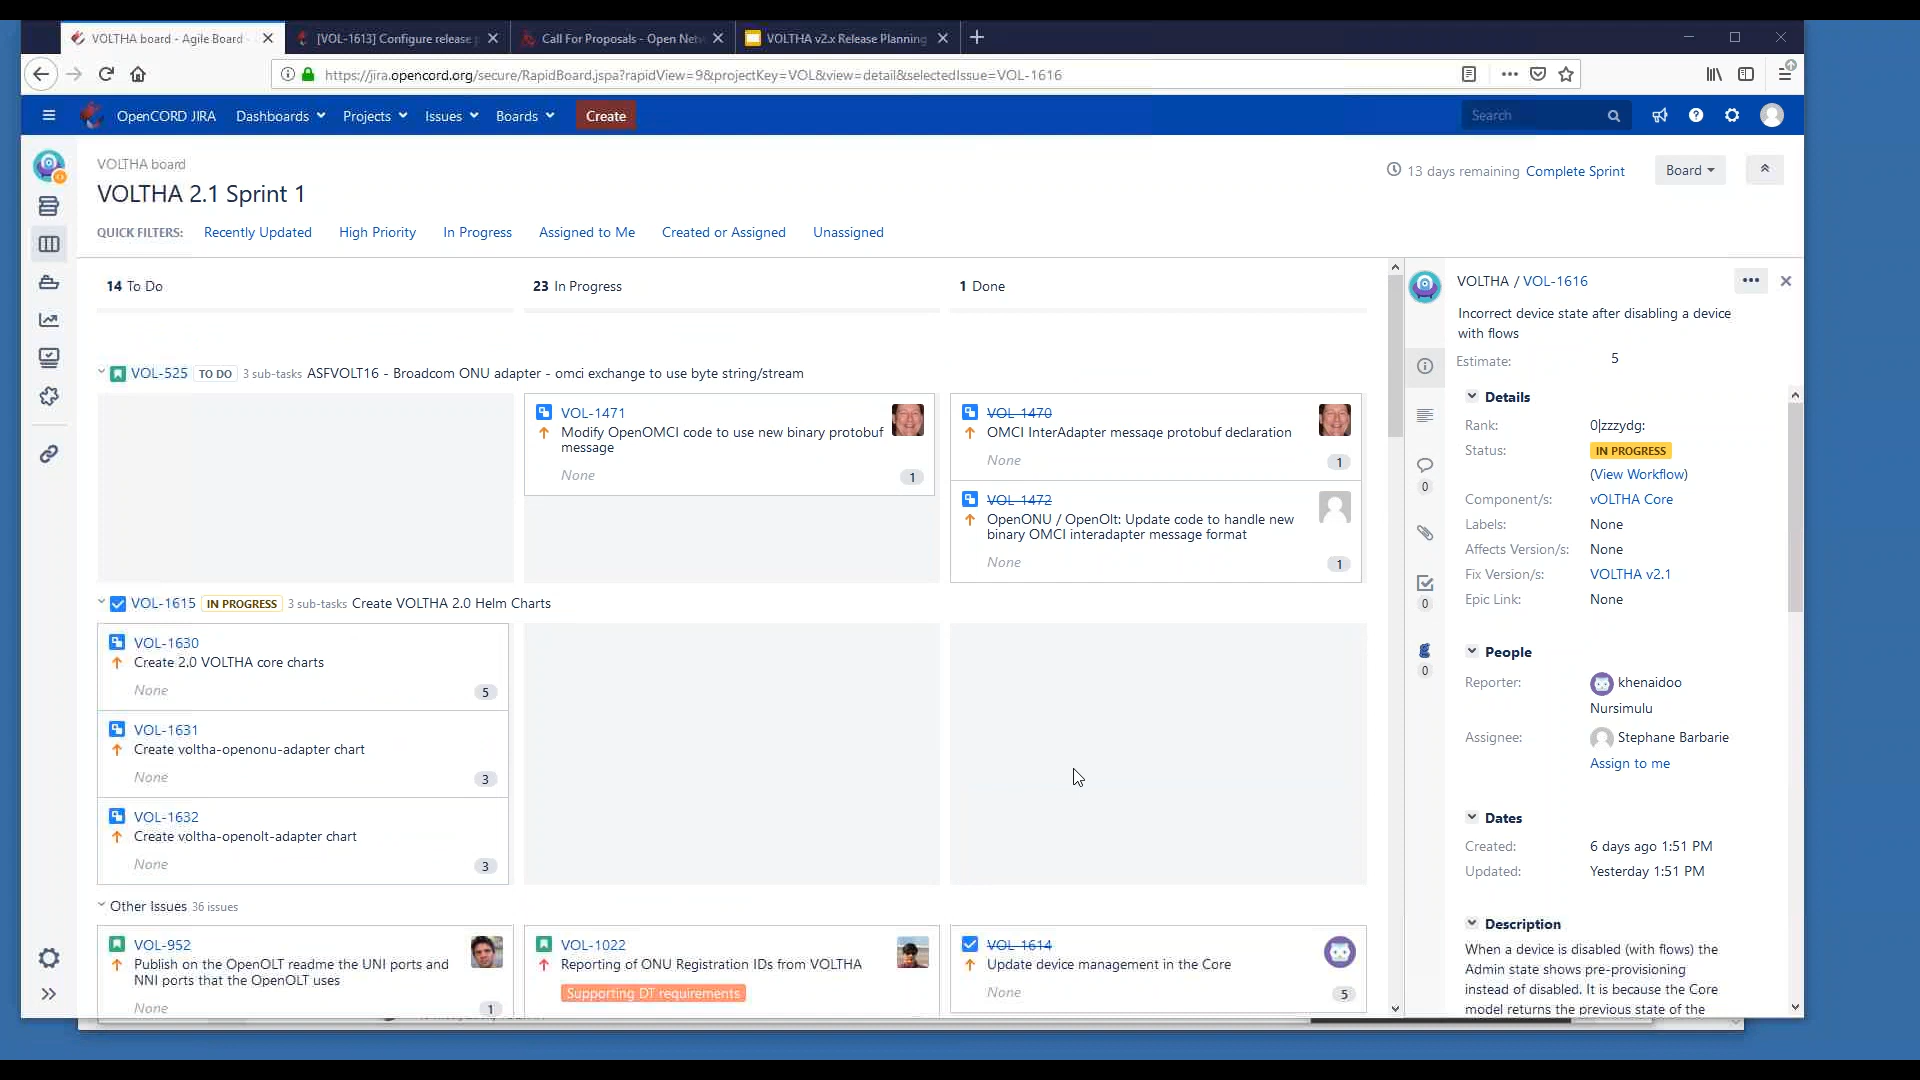 VOLTHA board - Agile Board -
[VOL-1613] Configure release p
Call For Proposals - Open Net
VOLTHA v2.x Release Planning
https://jira.opencord.org/secure/RapidBoard.jspa?rapidView=9&projectKey=VOL&view=detail&selectedIssue=VOL-1616
OpenCORD JIRA
Dashboards
Projects
Issues
Boards
Create
Search
VOLTHA board
VOLTHA 2.1 Sprint 1
13 days remaining Complete Sprint
Board
QUICK FILTERS: Recently Updated High Priority In Progress Assigned to Me Created or Assigned Unassigned
14 To Do
23 In Progress
1 Done
VOL-525 TO DO 3 sub-tasks ASFVOLT16 - Broadcom ONU adapter - omci exchange to use byte string/stream
VOL-1471
Modify OpenOMCI code to use new binary protobuf
message
None
1
VOL-1470
OMCI InterAdapter message protobuf declaration
None
1
VOL-1472
OpenONU / OpenOlt: Update code to handle new
binary OMCI interadapter message format
None
1
VOL-1615 IN PROGRESS 3 sub-tasks Create VOLTHA 2.0 Helm Charts
VOL-1630
Create 2.0 VOLTHA core charts
None
5
VOL-1631
Create voltha-openonu-adapter chart
None
3
VOL-1632
Create voltha-openolt-adapter chart
None
3
Other Issues 36 issues
VOL-952
Publish on the OpenOLT readme the UNI ports and
NNI ports that the OpenOLT uses
None
1
VOL-1022
Reporting of ONU Registration IDs from VOLTHA
Supporting DT requirements
VOL-1614
Update device management in the Core
None
5
VOLTHA / VOL-1616
Incorrect device state after disabling a device
with flows
Estimate: 5
0
0
0
Details
Rank: 0|zzzydg:
Status: IN PROGRESS
(View Workflow)
Component/s: vOLTHA Core
Labels: None
Affects Version/s: None
Fix Version/s: VOLTHA v2.1
Epic Link: None
People
Reporter: khenaidoo
Nursimulu
Assignee: Stephane Barbarie
Assign to me
Dates
Created: 6 days ago 1:51 PM
Updated: Yesterday 1:51 PM
Description
When a device is disabled (with flows) the
Admin state shows pre-provisioning
instead of disabled. It is because the Core
model returns the previous state of the